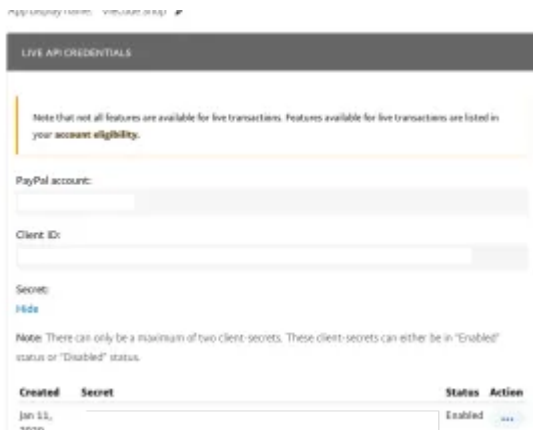 App display name:
LIVE API CREDENTIALS
Note that not all features are available for live transactions. Features available for live transactions are listed in
your account eligibility.
PayPal account:
Client ID:
Secret:
Hide
Note: There can only be a maximum of two client-secrets. These client-secrets can either be in "Enabled"
status or "Disabled" status.
Created Secret Status Action
Jan 11, Enabled ...